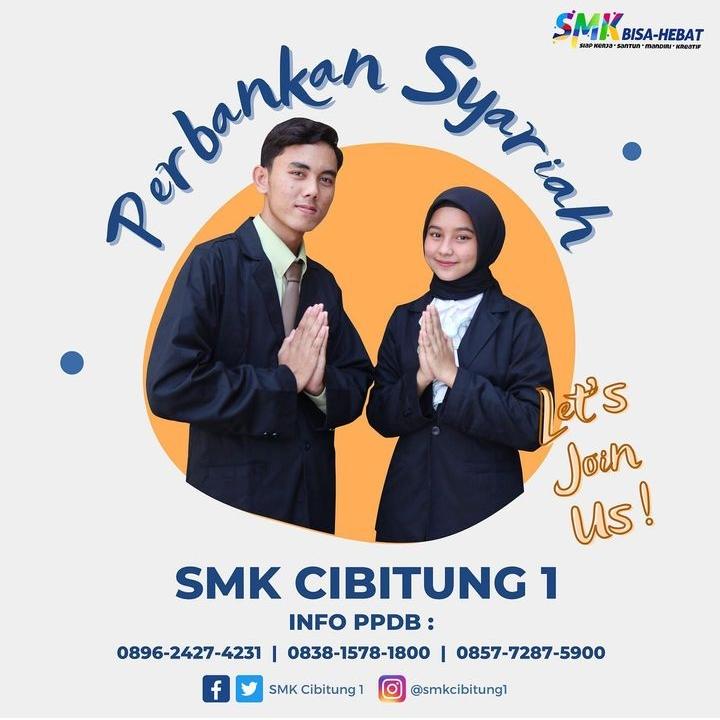 SMK BISA-HEBAT
SIAP KERJA • SANTUN • MANDIRI • KREATIF
Perbankan Syariah
Let's
Join
Us!
SMK CIBITUNG 1
INFO PPDB :
0896-2427-4231 | 0838-1578-1800 | 0857-7287-5900
SMK Cibitung 1 @smkcibitung1